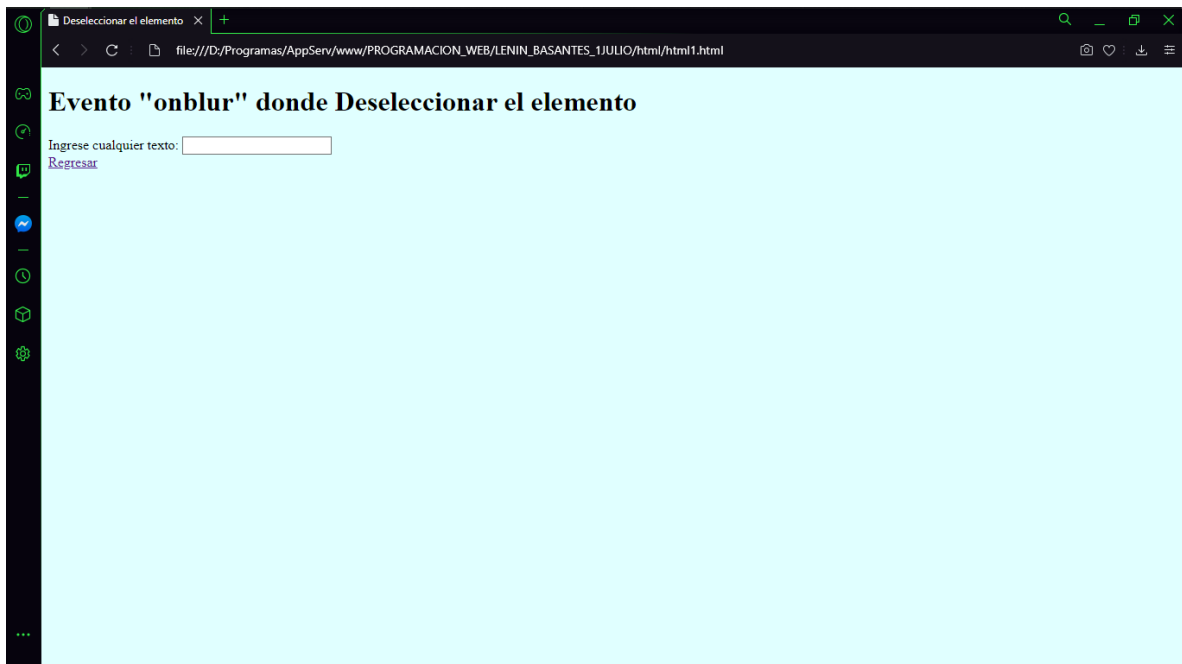 Deseleccionar el elemento
file:///D:/Programas/AppServ/www/PROGRAMACION_WEB/LENIN_BASANTES_1JULIO/html/html1.html
Evento "onblur" donde Deseleccionar el elemento
Ingrese cualquier texto:
Regresar